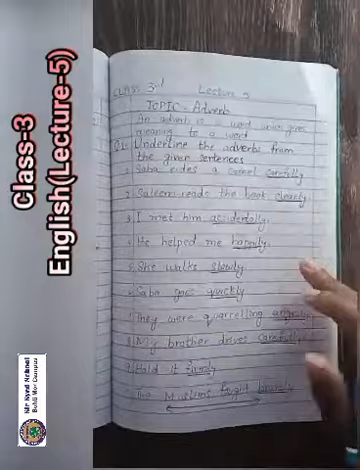 Class-3
English(Lecture-5)
CLASS 3rd Lecture 5
TOPIC - Adverb
An adverb is a word which gives
meaning to a word
Q1: Underline the adverbs from
the given sentences
1 Saba rides a camel carefully
2 Saleem reads the book clearly
3 I met him accidentally.
4 He helped me happily.
5 She walks slowly
6 Saba goes quickly
7 They were quarrelling angrily
8 My brother drives carefully
9 Hold it firmly
The Muslims fought bravely